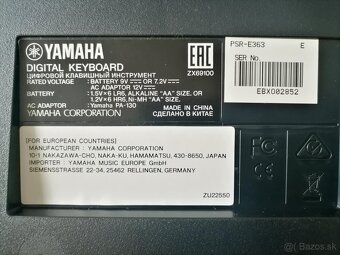 YAMAHA
DIGITAL KEYBOARD
ЦИФРОВОЙ КЛАВИШНЫЙ ИНСТРУМЕНТ
RATED VOLTAGE : BATTERY 9V ⎓ OR 7,2V ⎓
AC ADAPTOR 12V ⎓
BATTERY : 1,5V×6 LR6, ALKALINE "AA" SIZE, OR
1,2V×6 HR6, Ni-MH "AA" SIZE
AC ADAPTOR : Yamaha PA-130
YAMAHA CORPORATION
EAC
ZX69100
MADE IN CHINA
СДЕЛАНО В КИТАЕ
PSR-E363 E
SER No.
EBX082852
[FOR EUROPEAN COUNTRIES]
MANUFACTURER : YAMAHA CORPORATION
10-1 NAKAZAWA-CHO, NAKA-KU, HAMAMATSU, 430-8650, JAPAN
IMPORTER : YAMAHA MUSIC EUROPE GmbH
SIEMENSSTRASSE 22-34, 25462 RELLINGEN, GERMANY
ZU22550
FC
bazos.sk